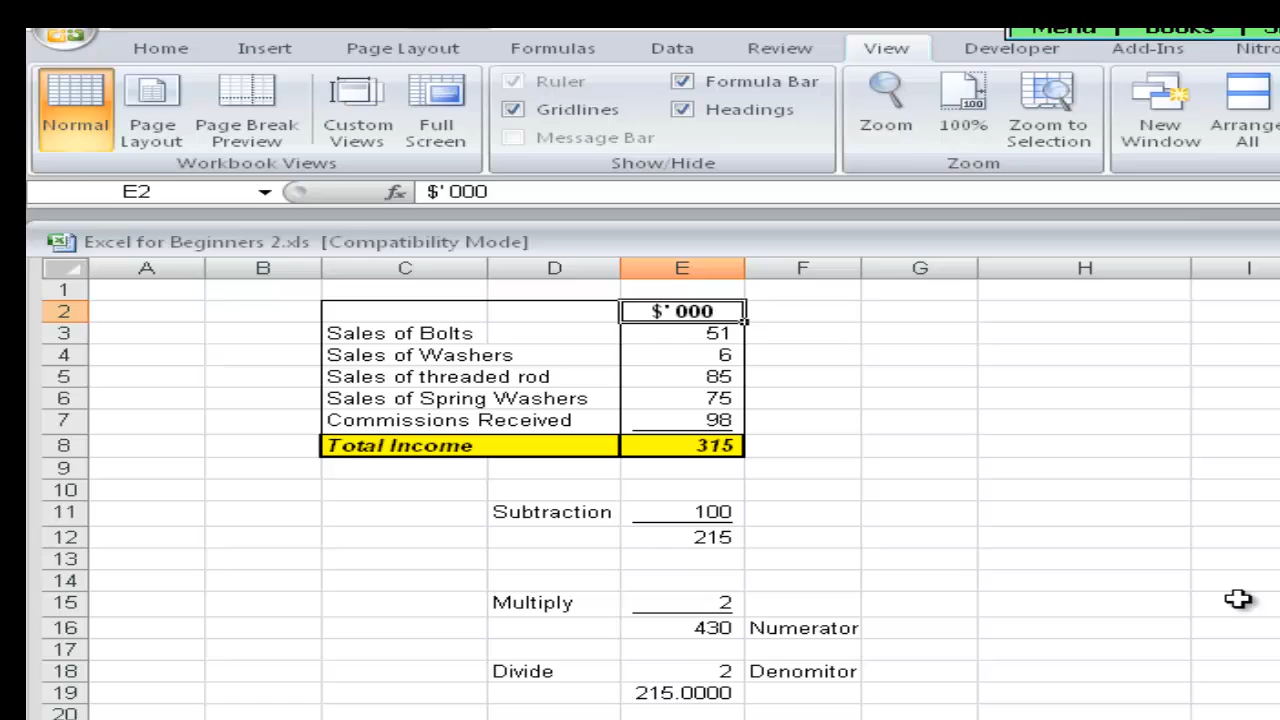 Menu | Books | S
Home Insert Page Layout Formulas Data Review View Developer Add-Ins Nitro
Normal Page Layout Page Break Preview Custom Views Full Screen
Workbook Views
Ruler Formula Bar
Gridlines Headings
Message Bar
Show/Hide
Zoom 100% Zoom to Selection
Zoom
New Window Arrange All
E2 fx $'000
Excel for Beginners 2.xls [Compatibility Mode]
A B C D E F G H I
1
2 $'000
3 Sales of Bolts 51
4 Sales of Washers 6
5 Sales of threaded rod 85
6 Sales of Spring Washers 75
7 Commissions Received 98
8 Total Income 315
9
10
11 Subtraction 100
12 215
13
14
15 Multiply 2
16 430 Numerator
17
18 Divide 2 Denomitor
19 215.0000
20